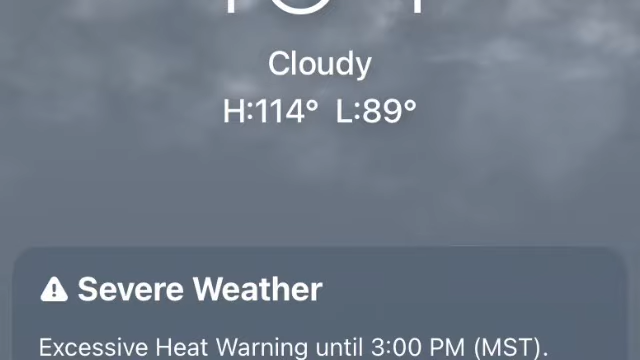 Cloudy
H:114° L:89°
Severe Weather
Excessive Heat Warning until 3:00 PM (MST).